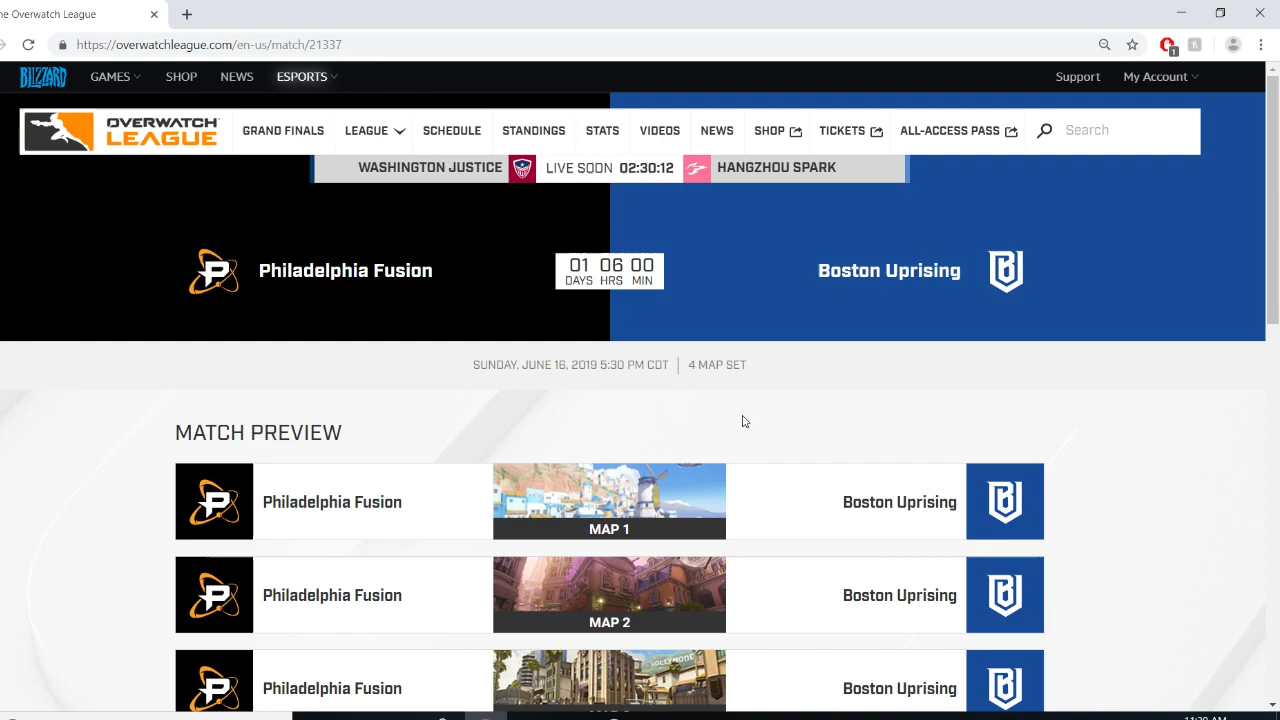 he Overwatch League
https://overwatchleague.com/en-us/match/21337
1
BLIZZARD GAMES SHOP NEWS ESPORTS Support My Account
OVERWATCH LEAGUE GRAND FINALS LEAGUE SCHEDULE STANDINGS STATS VIDEOS NEWS SHOP TICKETS ALL-ACCESS PASS Search
WASHINGTON JUSTICE LIVE SOON 02:30:12 HANGZHOU SPARK
Philadelphia Fusion 01 06 00 Boston Uprising
DAYS HRS MIN
SUNDAY, JUNE 16, 2019 5:30 PM CDT 4 MAP SET
MATCH PREVIEW
Philadelphia Fusion Boston Uprising
MAP 1
Philadelphia Fusion Boston Uprising
MAP 2
HOLLYWOOD
Philadelphia Fusion Boston Uprising